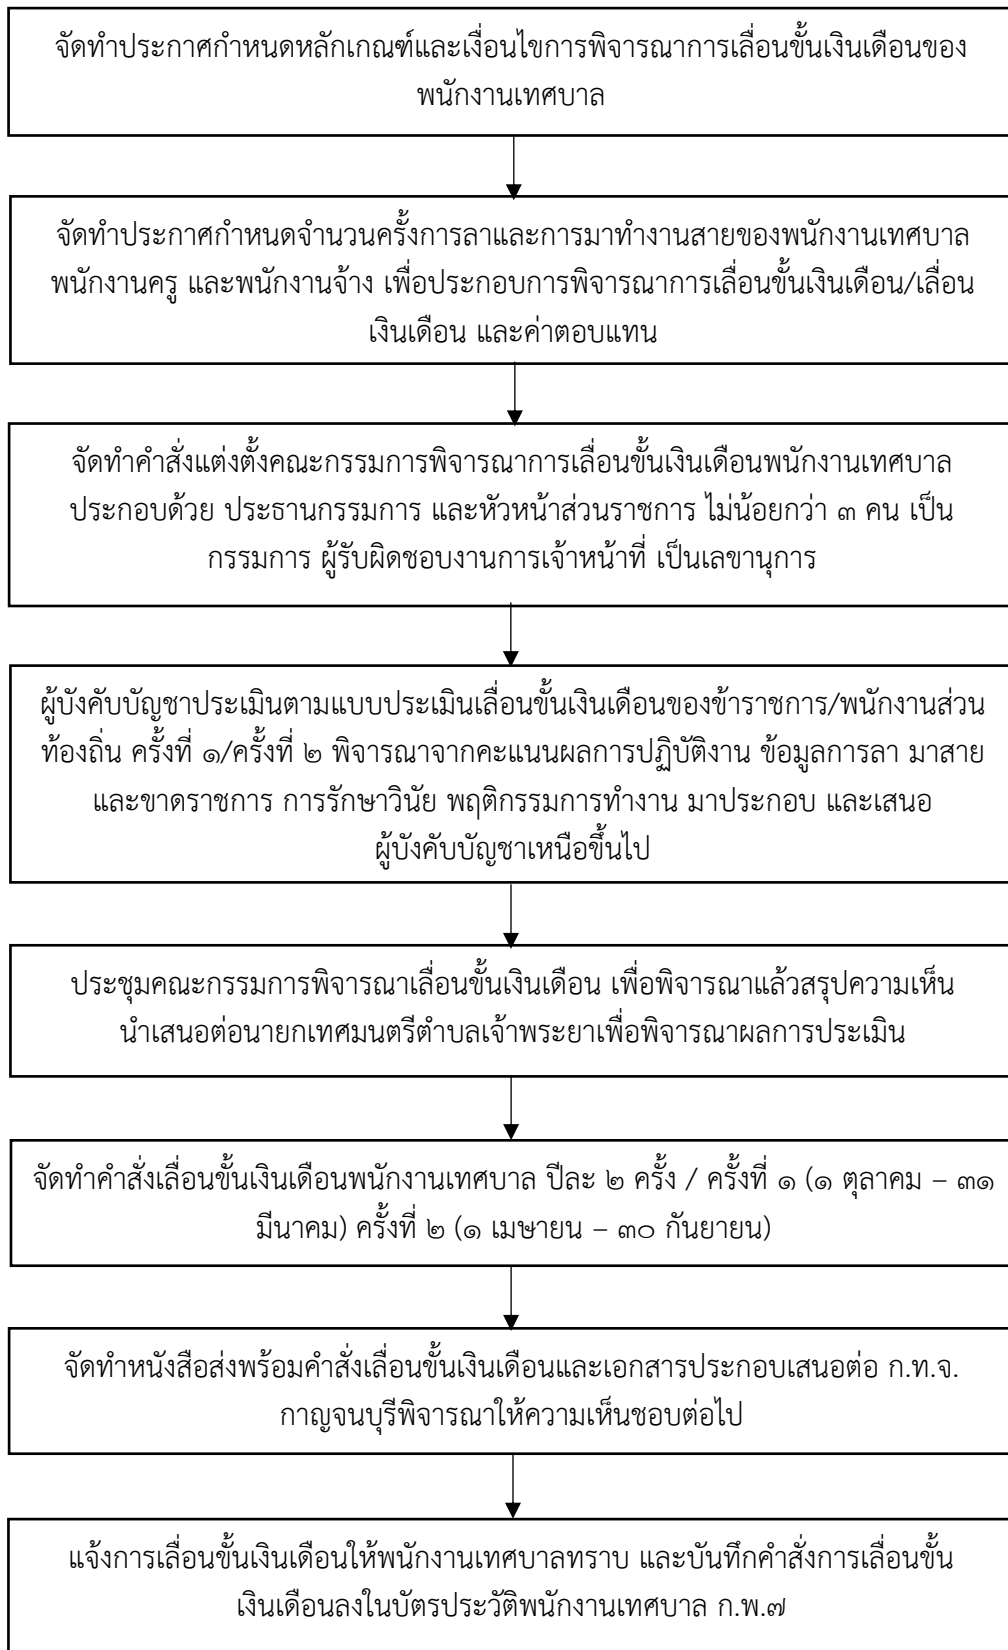 จัดทำประกาศกำหนดหลักเกณฑ์และเงื่อนไขการพิจารณาการเลื่อนขั้นเงินเดือนของ
พนักงานเทศบาล
จัดทำประกาศกำหนดจำนวนครั้งการลาและการมาทำงานสายของพนักงานเทศบาล
พนักงานครู และพนักงานจ้าง เพื่อประกอบการพิจารณาการเลื่อนขั้นเงินเดือน/เลื่อน
เงินเดือน และค่าตอบแทน
จัดทำคำสั่งแต่งตั้งคณะกรรมการพิจารณาการเลื่อนขั้นเงินเดือนพนักงานเทศบาล
ประกอบด้วย ประธานกรรมการ และหัวหน้าส่วนราชการ ไม่น้อยกว่า ๓ คน เป็น
กรรมการ ผู้รับผิดชอบงานการเจ้าหน้าที่ เป็นเลขานุการ
ผู้บังคับบัญชาประเมินตามแบบประเมินเลื่อนขั้นเงินเดือนของข้าราชการ/พนักงานส่วน
ท้องถิ่น ครั้งที่ ๑/ครั้งที่ ๒ พิจารณาจากคะแนนผลการปฏิบัติงาน ข้อมูลการลา มาสาย
และขาดราชการ การรักษาวินัย พฤติกรรมการทำงาน มาประกอบ และเสนอ
ผู้บังคับบัญชาเหนือขึ้นไป
ประชุมคณะกรรมการพิจารณาเลื่อนขั้นเงินเดือน เพื่อพิจารณาแล้วสรุปความเห็น
นำเสนอต่อนายกเทศมนตรีตำบลเจ้าพระยาเพื่อพิจารณาผลการประเมิน
จัดทำคำสั่งเลื่อนขั้นเงินเดือนพนักงานเทศบาล ปีละ ๒ ครั้ง / ครั้งที่ ๑ (๑ ตุลาคม – ๓๑
มีนาคม) ครั้งที่ ๒ (๑ เมษายน – ๓๐ กันยายน)
จัดทำหนังสือส่งพร้อมคำสั่งเลื่อนขั้นเงินเดือนและเอกสารประกอบเสนอต่อ ก.ท.จ.
กาญจนบุรีพิจารณาให้ความเห็นชอบต่อไป
แจ้งการเลื่อนขั้นเงินเดือนให้พนักงานเทศบาลทราบ และบันทึกคำสั่งการเลื่อนขั้น
เงินเดือนลงในบัตรประวัติพนักงานเทศบาล ก.พ.๗